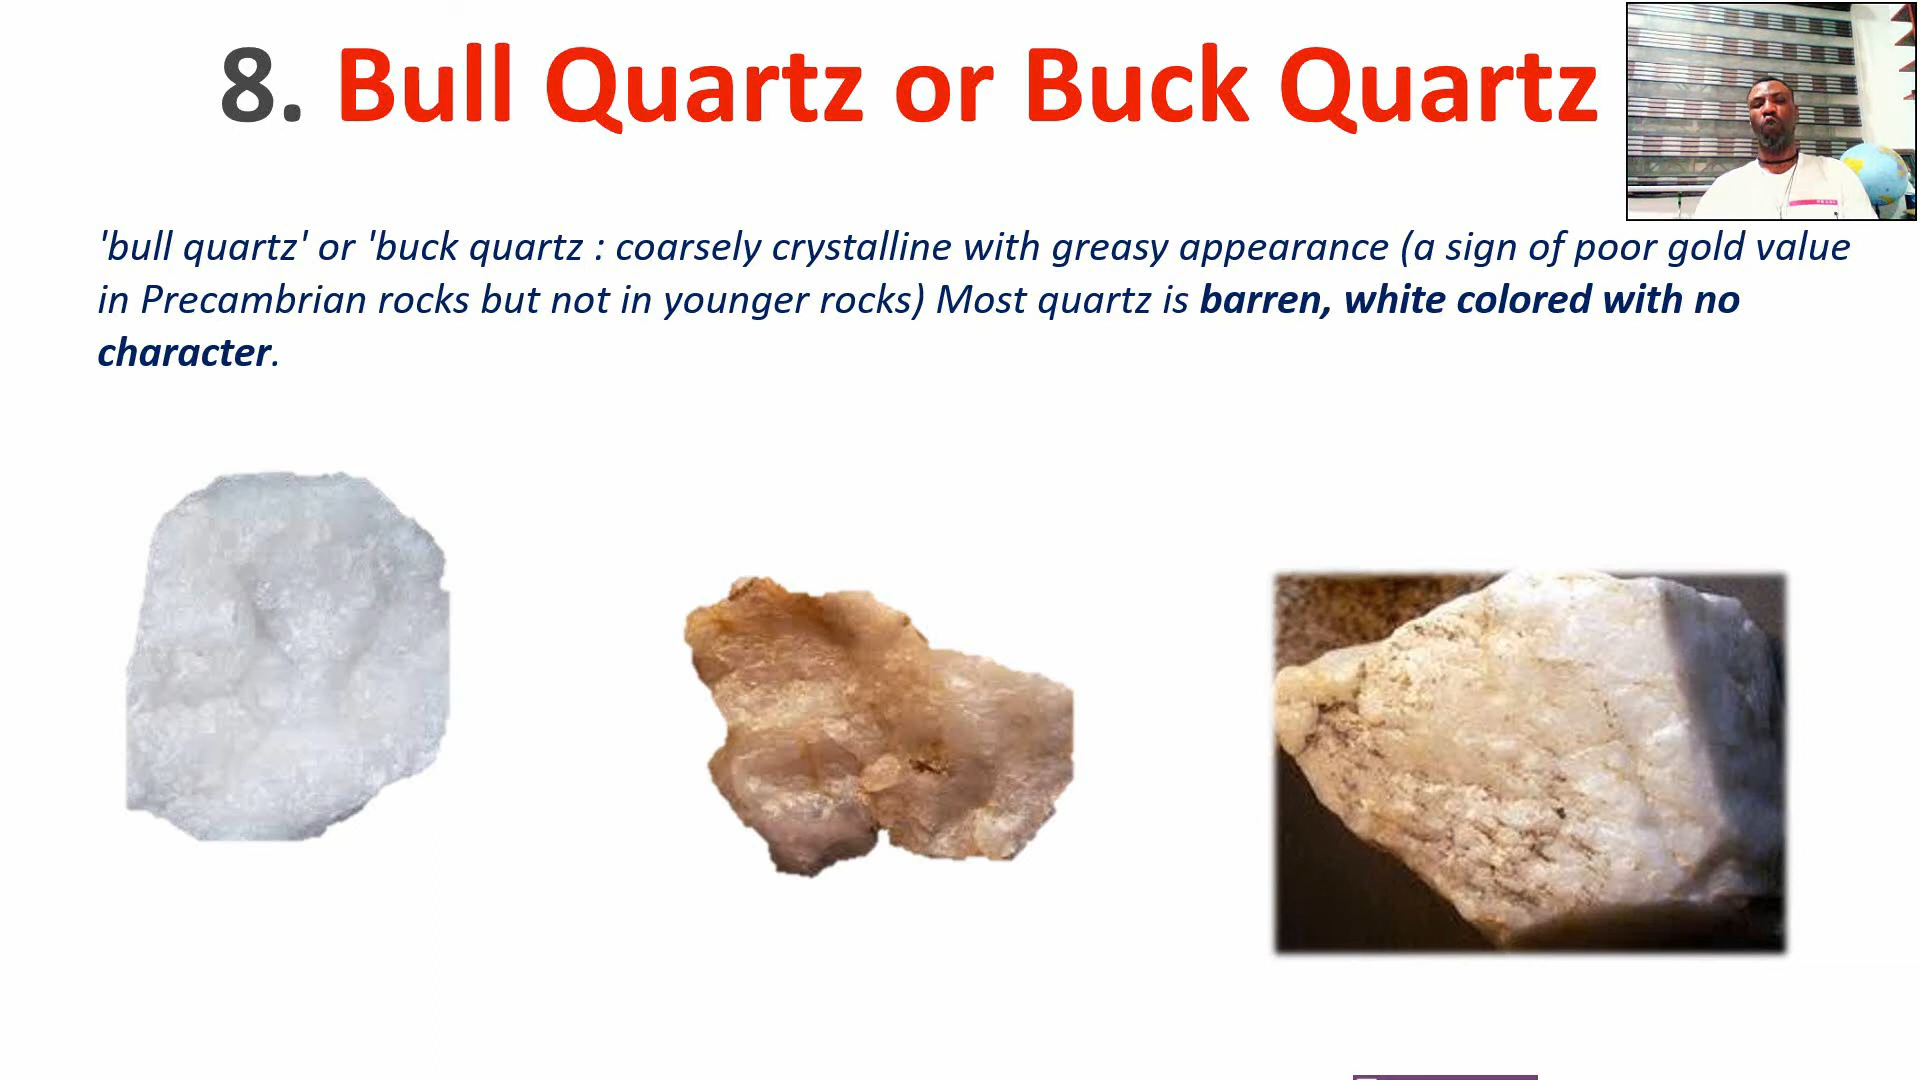 8. Bull Quartz or Buck Quartz
'bull quartz' or 'buck quartz : coarsely crystalline with greasy appearance (a sign of poor gold value
in Precambrian rocks but not in younger rocks) Most quartz is barren, white colored with no
character.